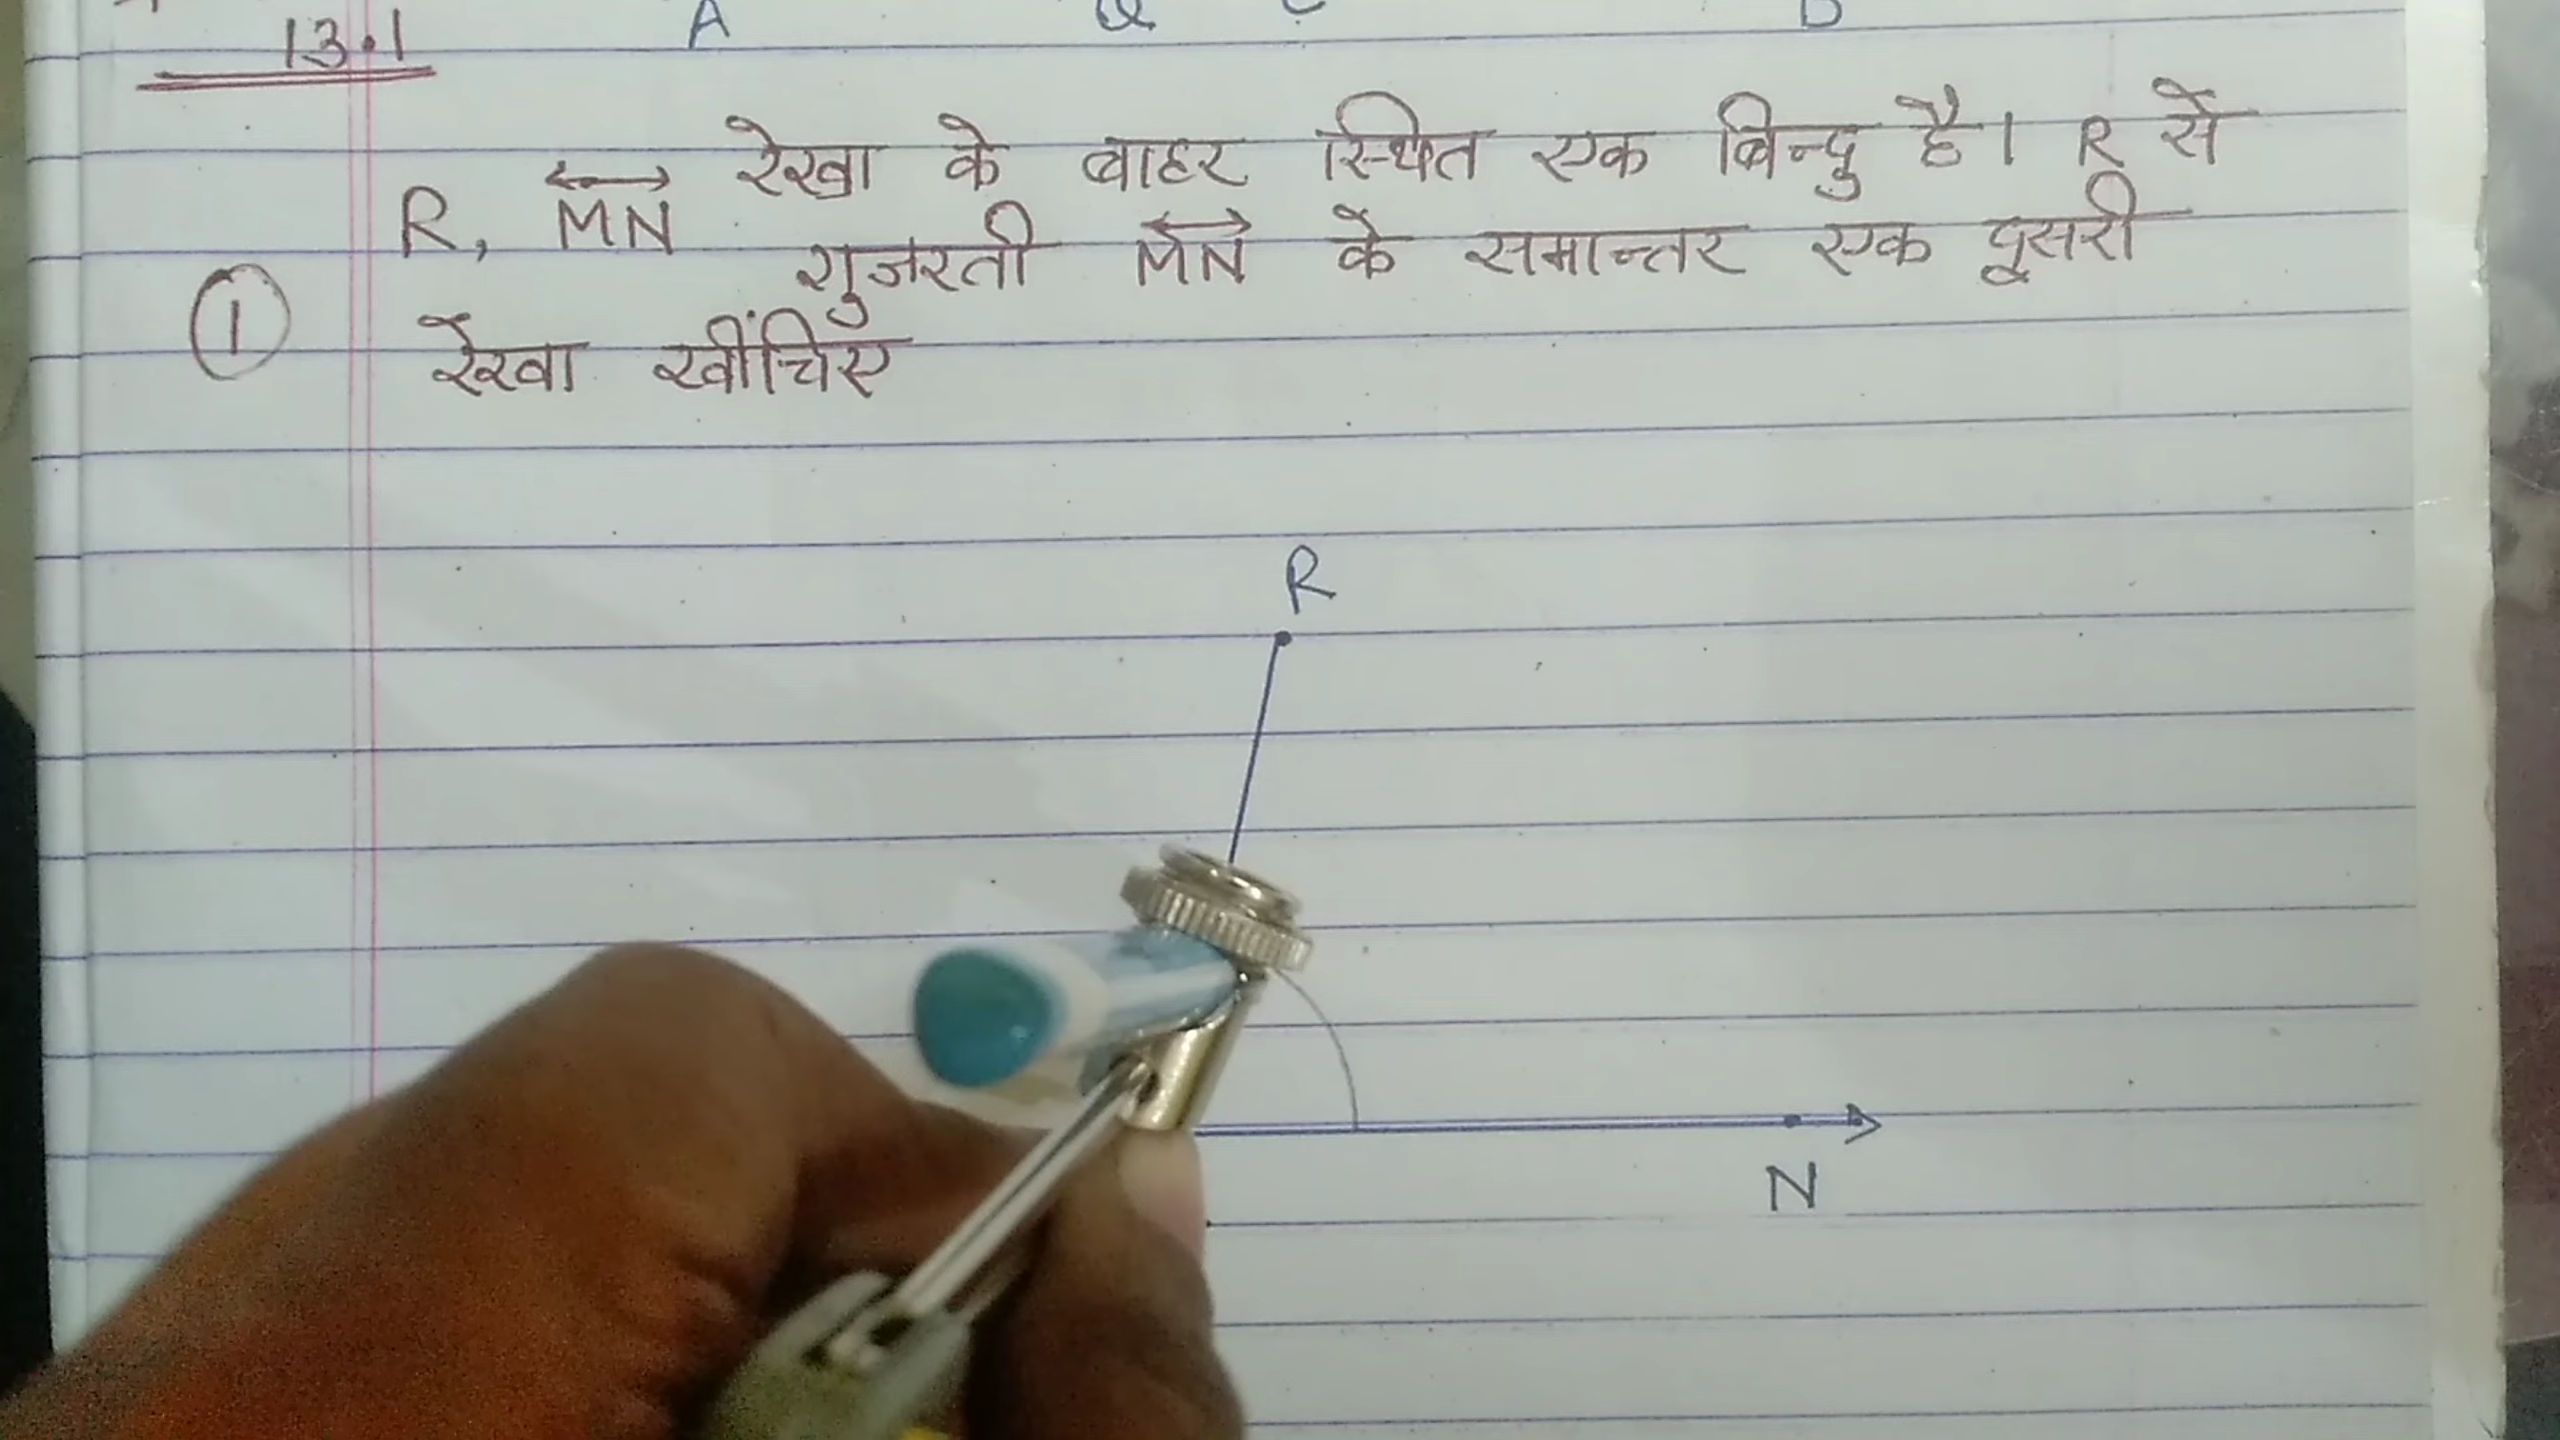 A
13.1
R, MN रेखा के बाहर स्थित एक बिन्दु है। R से
① गुजरती MN के समान्तर एक दूसरी
रेखा खींचिए
R
N